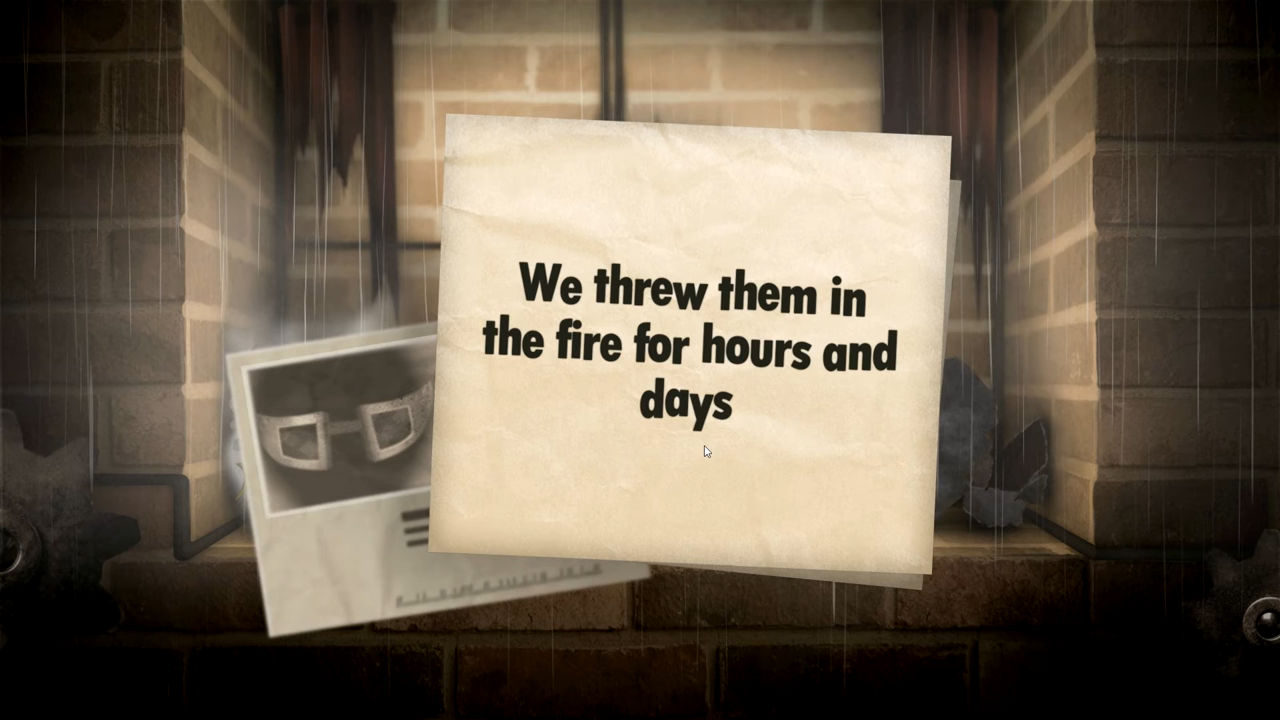 We threw them in
the fire for hours and
days